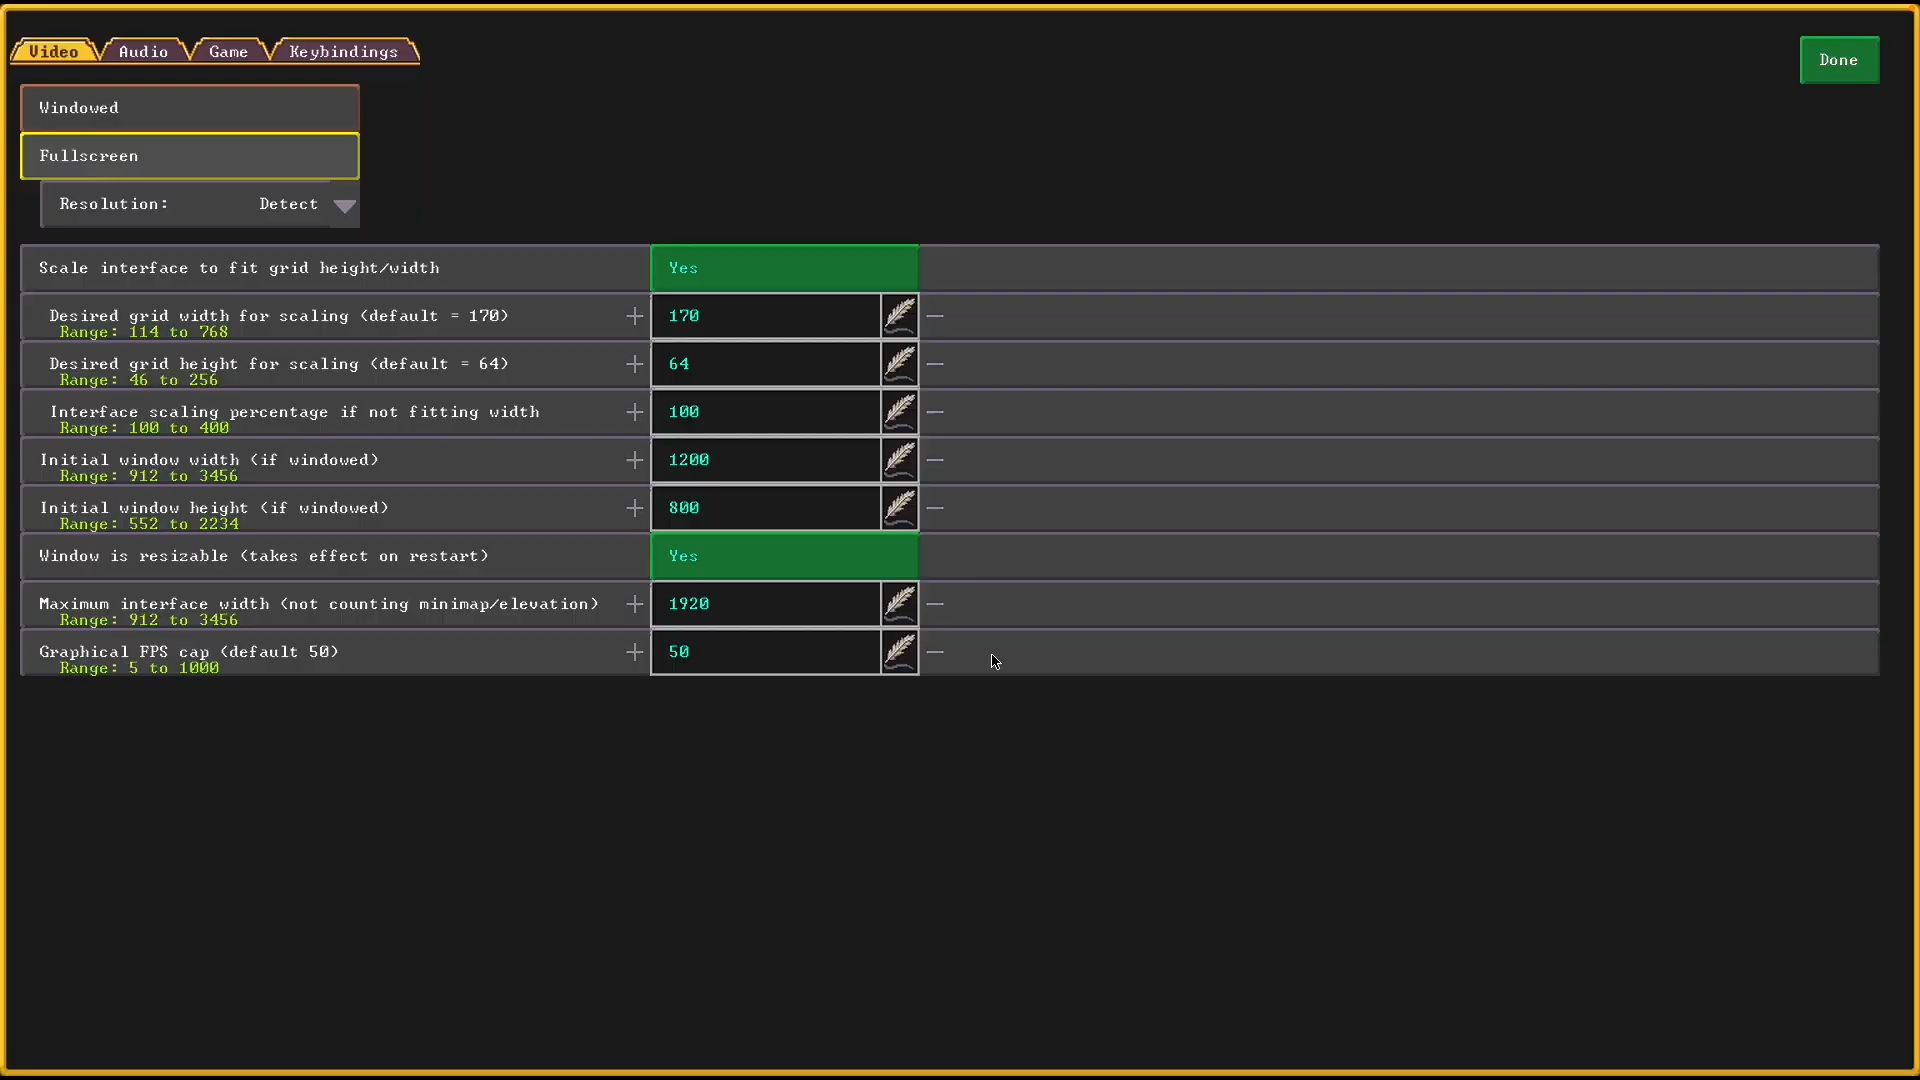 Video Audio Game Keybindings
Done
Windowed
Fullscreen
Resolution: Detect
Scale interface to fit grid height/width Yes
Desired grid width for scaling (default = 170) 170
Range: 114 to 768
Desired grid height for scaling (default = 64) 64
Range: 46 to 256
Interface scaling percentage if not fitting width 100
Range: 100 to 400
Initial window width (if windowed) 1200
Range: 912 to 3456
Initial window height (if windowed) 800
Range: 552 to 2234
Window is resizable (takes effect on restart) Yes
Maximum interface width (not counting minimap/elevation) 1920
Range: 912 to 3456
Graphical FPS cap (default 50) 50
Range: 5 to 1000